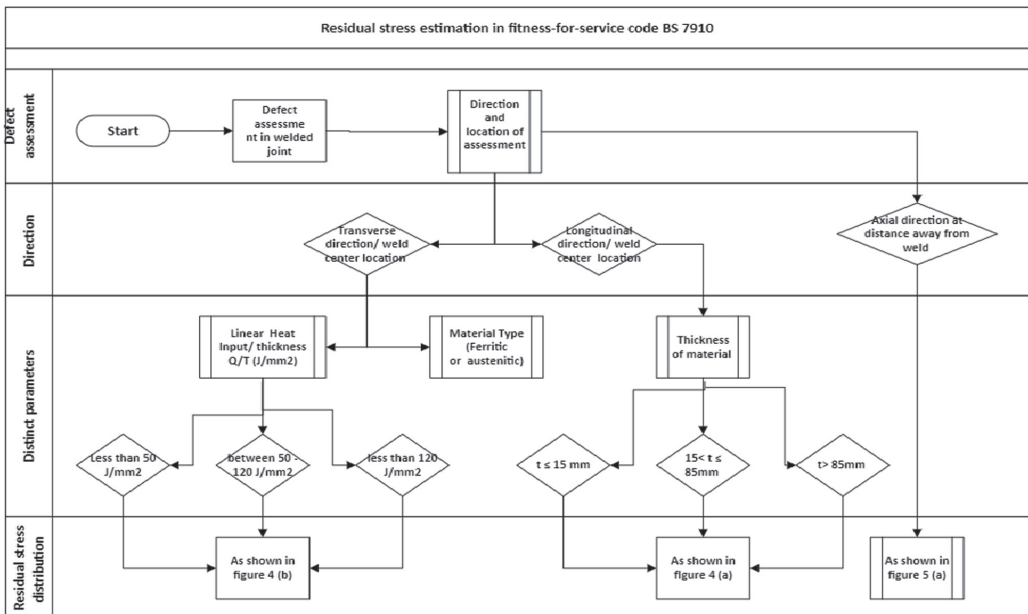 Residual stress estimation in fitness-for-service code BS 7910
Defect
assessment
Start
Defect
assessme
nt in welded
joint
Direction
and
location of
assessment
Direction
Transverse
direction/ weld
center location
Longitudinal
direction/ weld
center location
Axial direction at
distance away from
weld
Distinct parameters
Linear Heat
Input/ thickness
Q/T (J/mm2)
Material Type
(Ferritic
or austenitic)
Thickness
of material
Less than 50
J/mm2
between 50 -
120 J/mm2
less than 120
J/mm2
t ≤ 15 mm
15< t ≤
85mm
t> 85mm
Residual stress
distribution
As shown in
figure 4 (b)
As shown in
figure 4 (a)
As shown in
figure 5 (a)